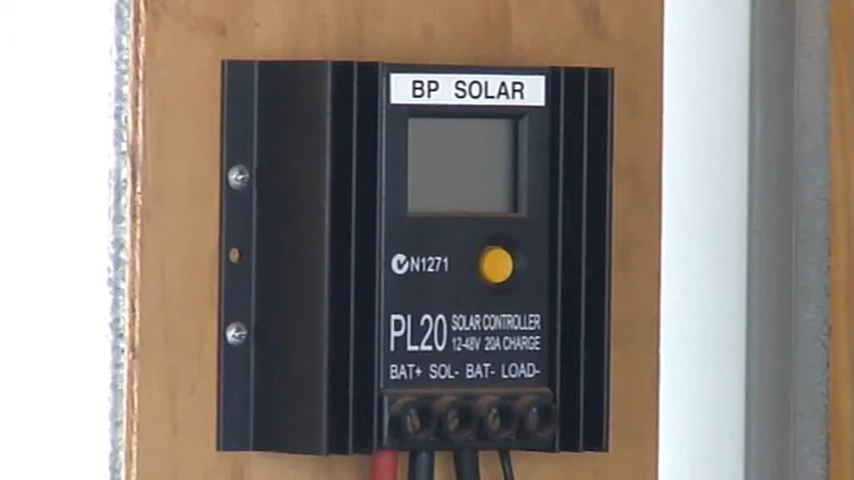 BP SOLAR
N1271
PL20 SOLAR CONTROLLER
12-48V 20A CHARGE
BAT+ SOL- BAT- LOAD-